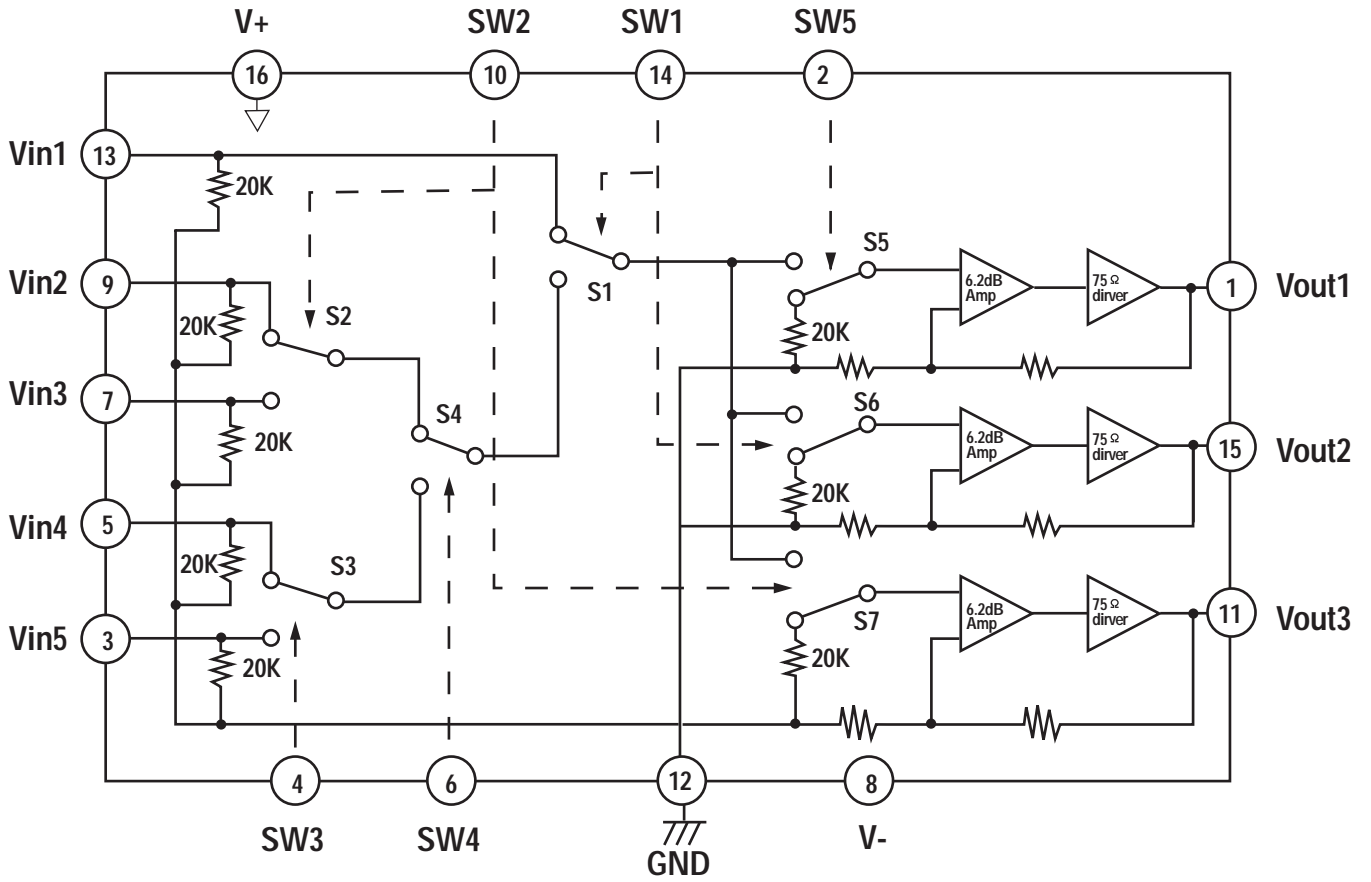 V+ SW2 SW1 SW5
16 10 14 2
Vin1 13
20K
Vin2 9
S5
S1
6.2dB
Amp
75 Ω
dirver
1 Vout1
20K
S2
20K
Vin3 7
S4
S6
20K
6.2dB
Amp
75 Ω
dirver
15 Vout2
20K
Vin4 5
20K
S3
6.2dB
Amp
75 Ω
dirver
11 Vout3
S7
Vin5 3
20K
20K
4 6 12 8
SW3 SW4 GND V-